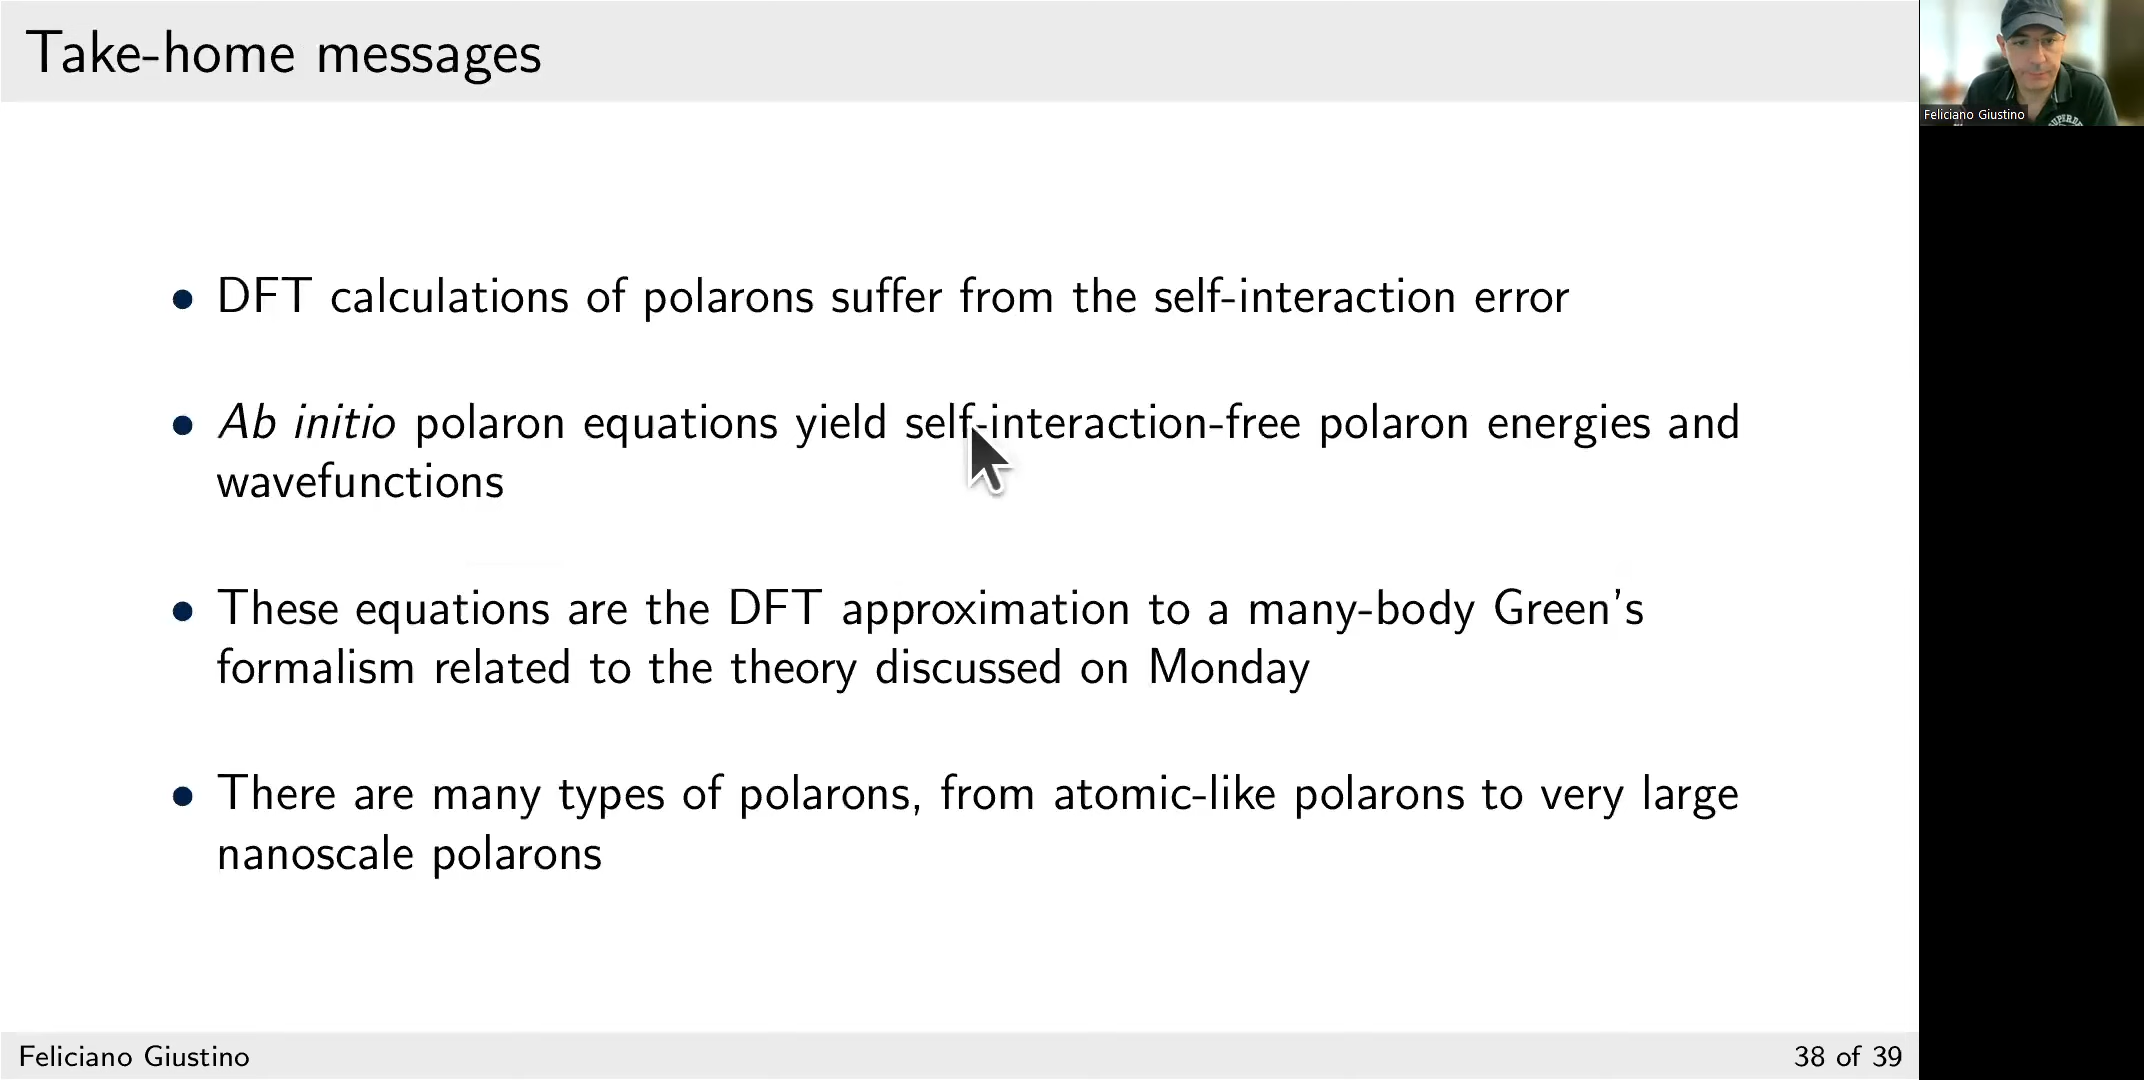 Take-home messages
Feliciano Giustino
• DFT calculations of polarons suffer from the self-interaction error
• Ab initio polaron equations yield self-interaction-free polaron energies and
wavefunctions
• These equations are the DFT approximation to a many-body Green's
formalism related to the theory discussed on Monday
• There are many types of polarons, from atomic-like polarons to very large
nanoscale polarons
Feliciano Giustino
38 of 39